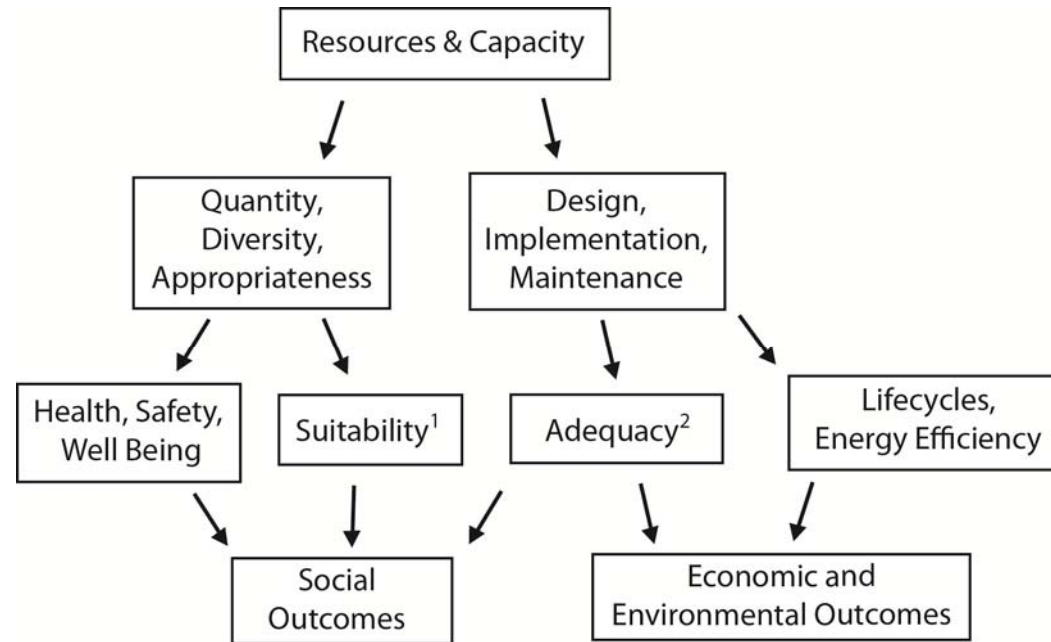 Resources & Capacity
Quantity,
Diversity,
Appropriateness
Design,
Implementation,
Maintenance
Health, Safety,
Well Being
Suitability¹
Adequacy²
Lifecycles,
Energy Efficiency
Social
Outcomes
Economic and
Environmental Outcomes